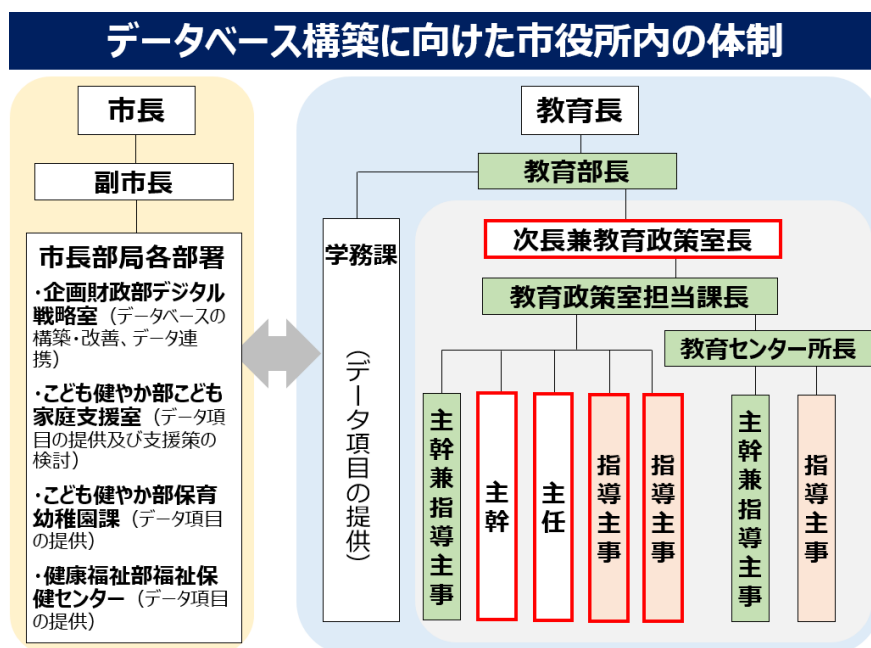 データベース構築に向けた市役所内の体制
市長
副市長
市長部局各部署
・企画財政部デジタル
戦略室（データベースの
構築・改善、データ連
携）
・こども健やか部こども
家庭支援室（データ項
目の提供及び支援策の
検討）
・こども健やか部保育
幼稚園課（データ項目
の提供）
・健康福祉部福祉保
健センター（データ項目
の提供）
教育長
教育部長
学務課
（データ項目の提供）
次長兼教育政策室長
教育政策室担当課長
教育センター所長
主幹兼指導主事
主幹
主任
指導主事
指導主事
主幹兼指導主事
指導主事